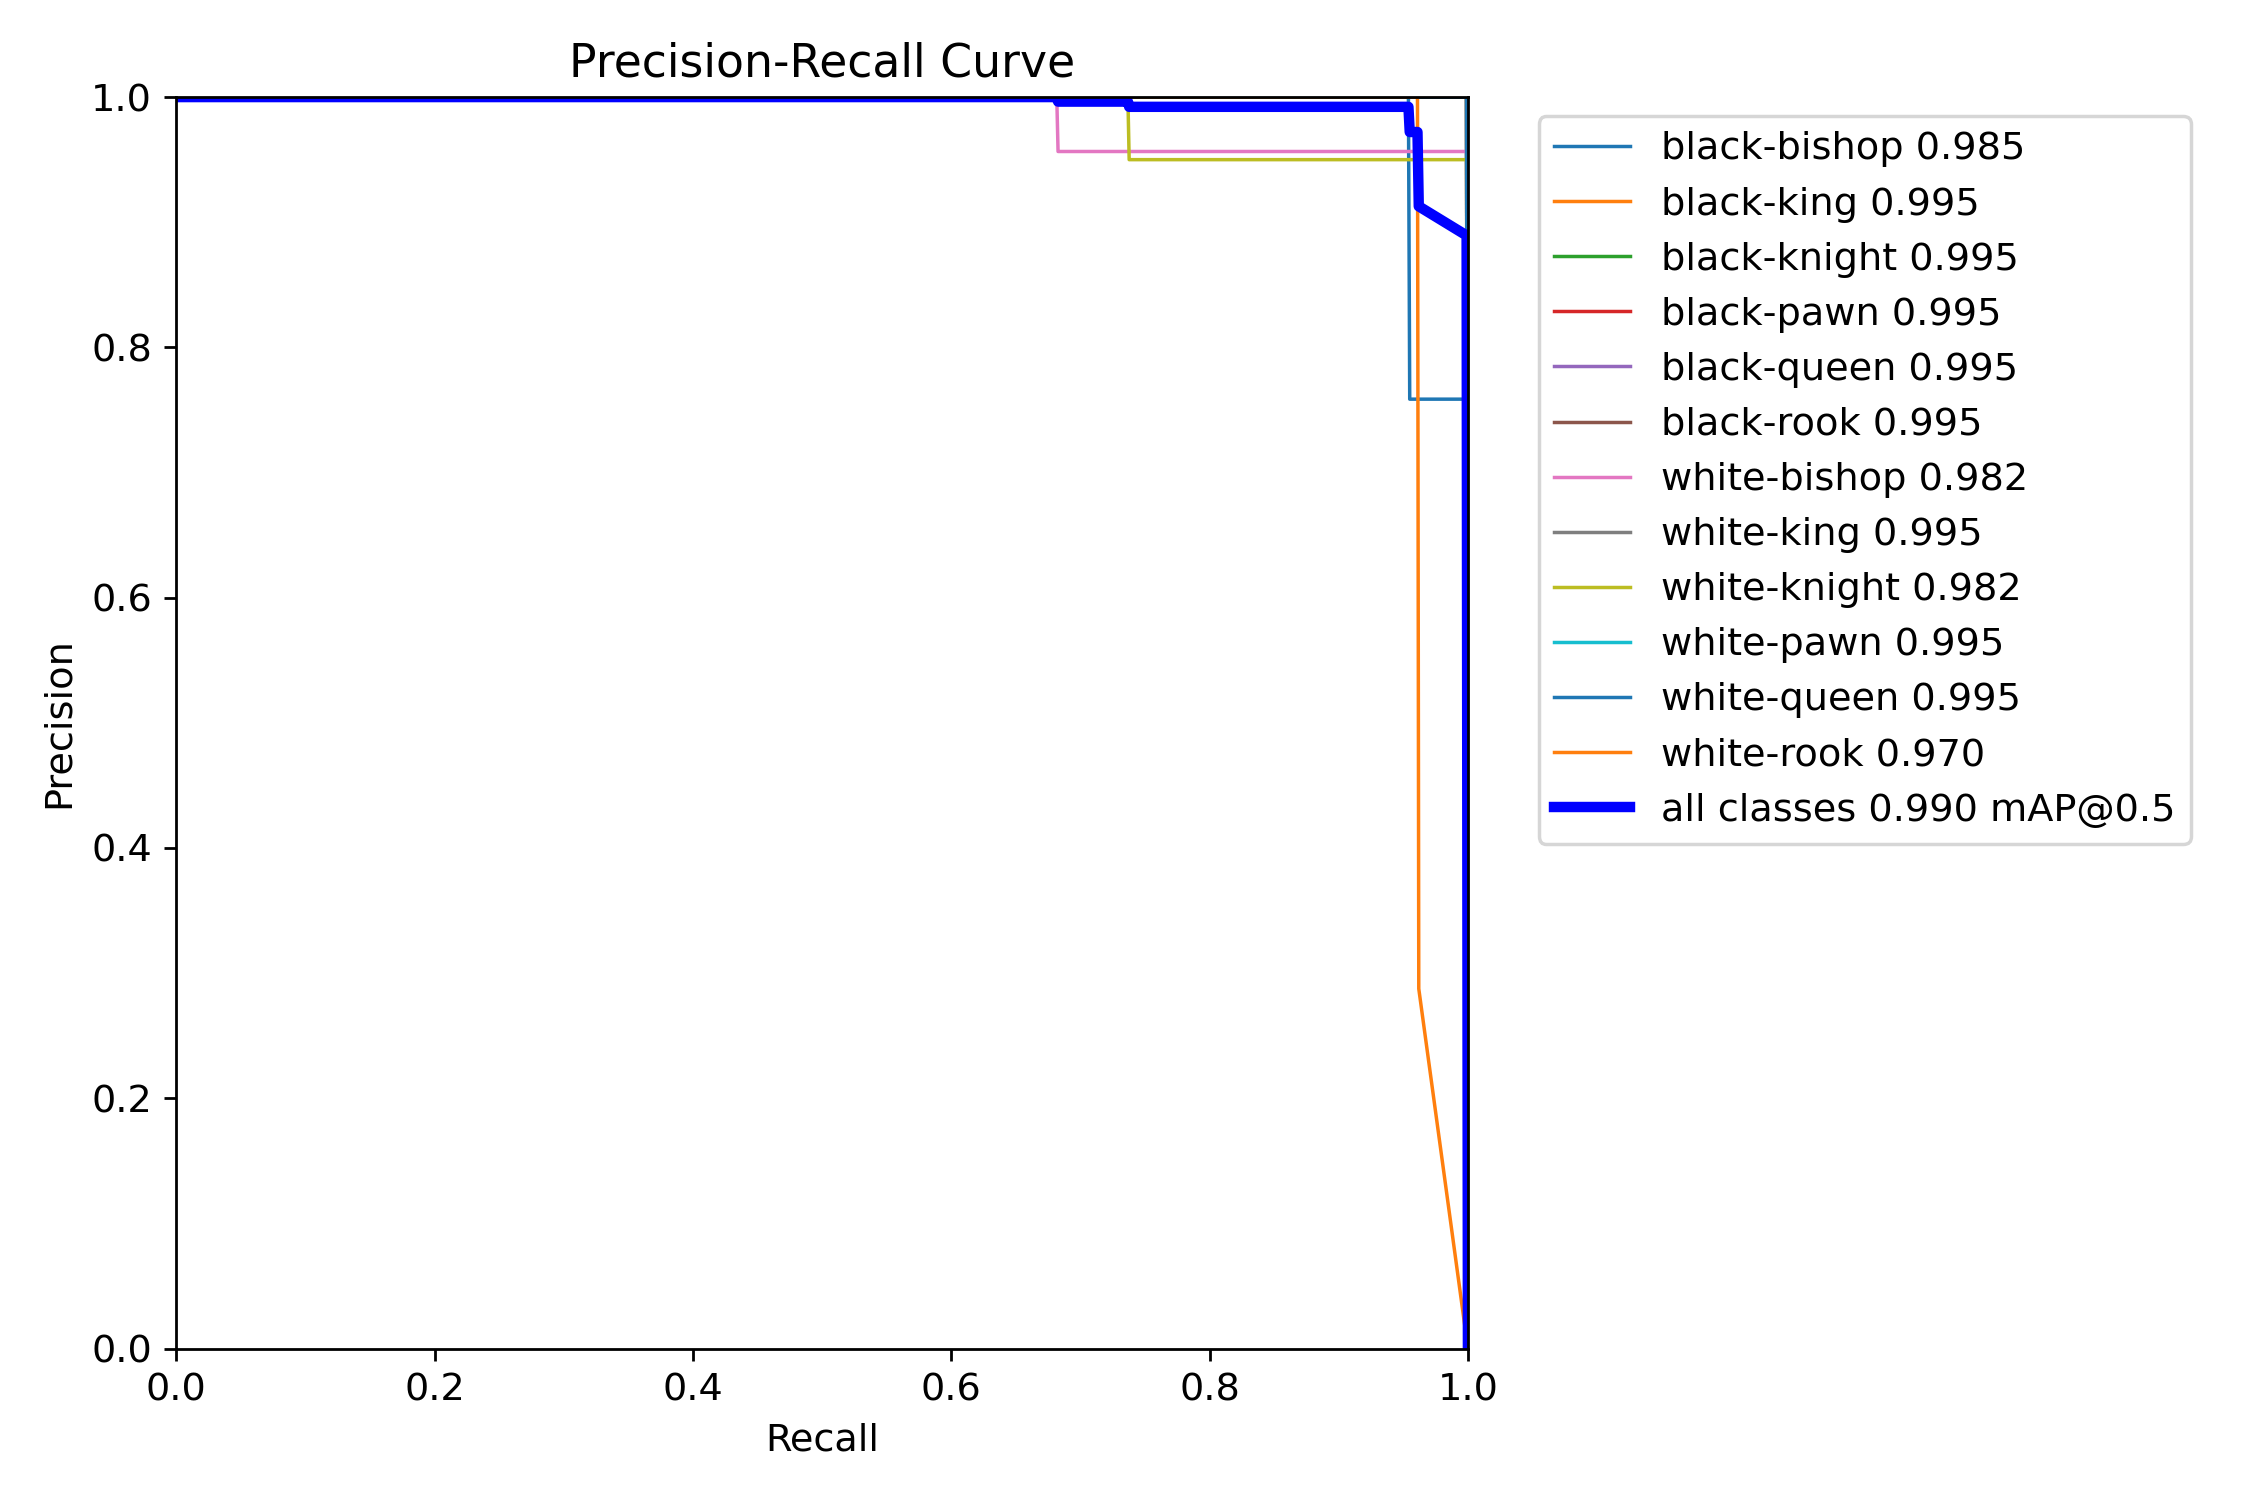 Precision-Recall Curve
1.0
0.8
0.6
0.4
0.2
0.0
Precision
0.0 0.2 0.4 0.6 0.8 1.0
Recall
black-bishop 0.985
black-king 0.995
black-knight 0.995
black-pawn 0.995
black-queen 0.995
black-rook 0.995
white-bishop 0.982
white-king 0.995
white-knight 0.982
white-pawn 0.995
white-queen 0.995
white-rook 0.970
all classes 0.990 mAP@0.5